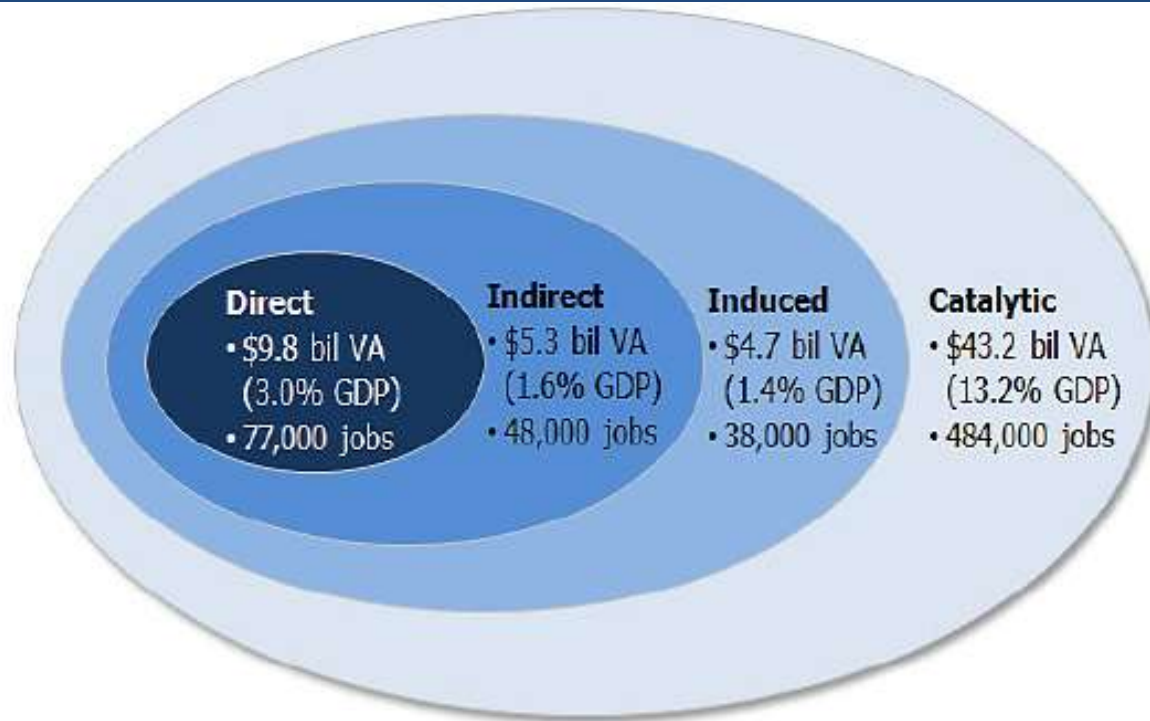 Direct
• $9.8 bil VA
(3.0% GDP)
• 77,000 jobs
Indirect
• $5.3 bil VA
(1.6% GDP)
• 48,000 jobs
Induced
• $4.7 bil VA
(1.4% GDP)
• 38,000 jobs
Catalytic
• $43.2 bil VA
(13.2% GDP)
• 484,000 jobs